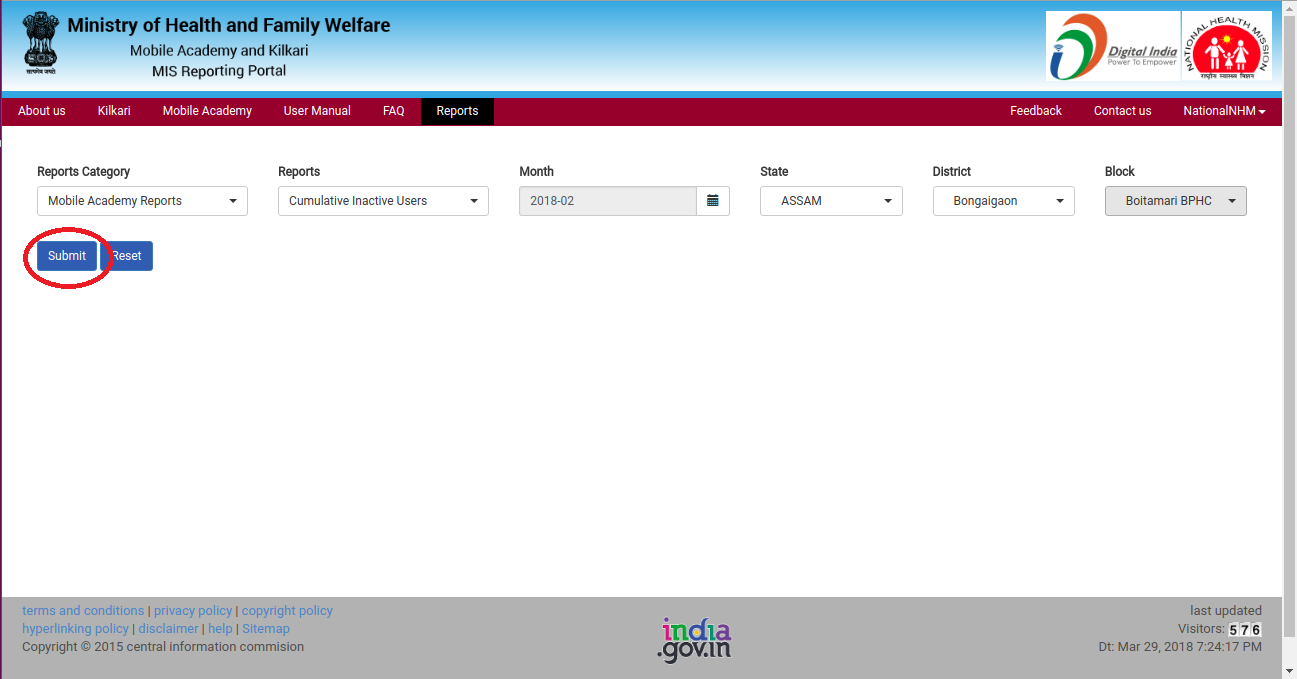 Ministry of Health and Family Welfare
Mobile Academy and Kilkari
MIS Reporting Portal
सत्यमेव जयते
Digital India
Power To Empower
NATIONAL HEALTH MISSION
राष्ट्रीय स्वास्थ्य मिशन
About us Kilkari Mobile Academy User Manual FAQ Reports Feedback Contact us NationalNHM
Reports Category Reports Month State District Block
Mobile Academy Reports Cumulative Inactive Users 2018-02 ASSAM Bongaigaon Boitamari BPHC
Submit Reset
terms and conditions | privacy policy | copyright policy
hyperlinking policy | disclaimer | help | Sitemap
Copyright © 2015 central information commision
india
.gov.in
last updated
Visitors: 576
Dt: Mar 29, 2018 7:24:17 PM